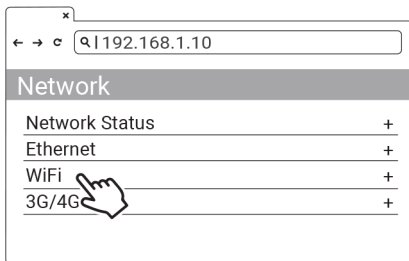 192.168.1.10
Network
Network Status +
Ethernet +
WiFi +
3G/4G +